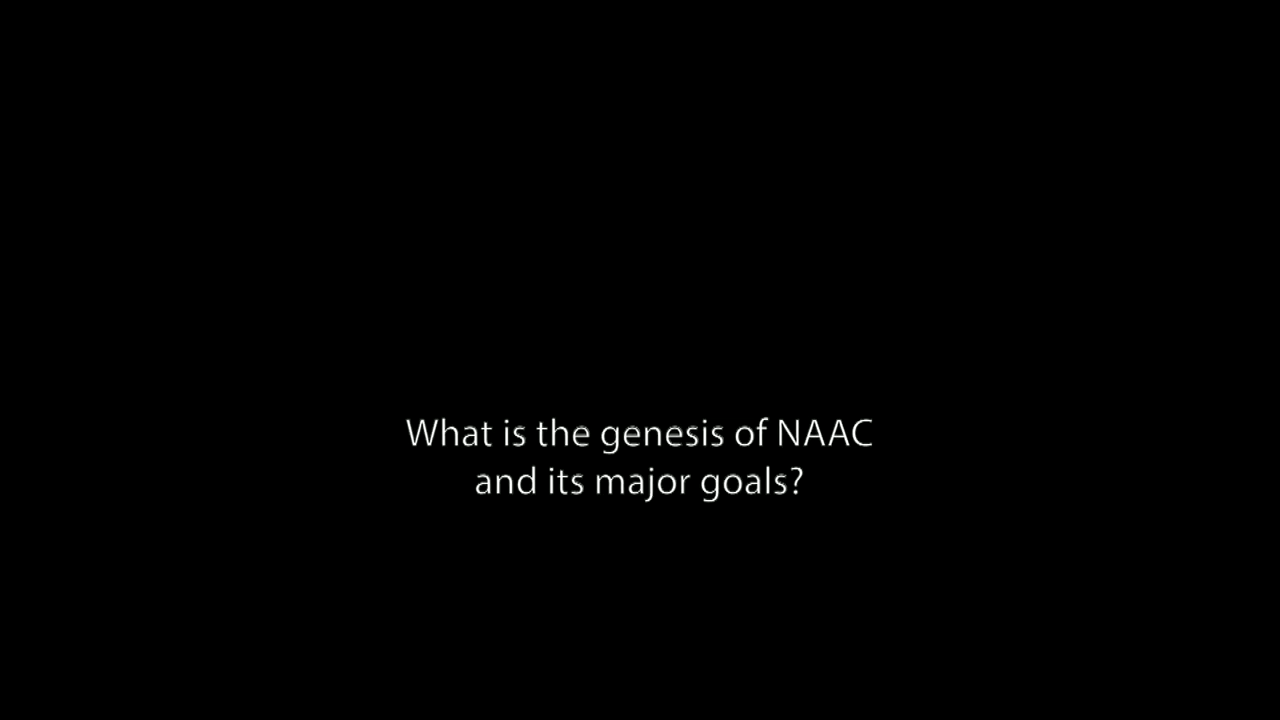 What is the genesis of NAAC
and its major goals?